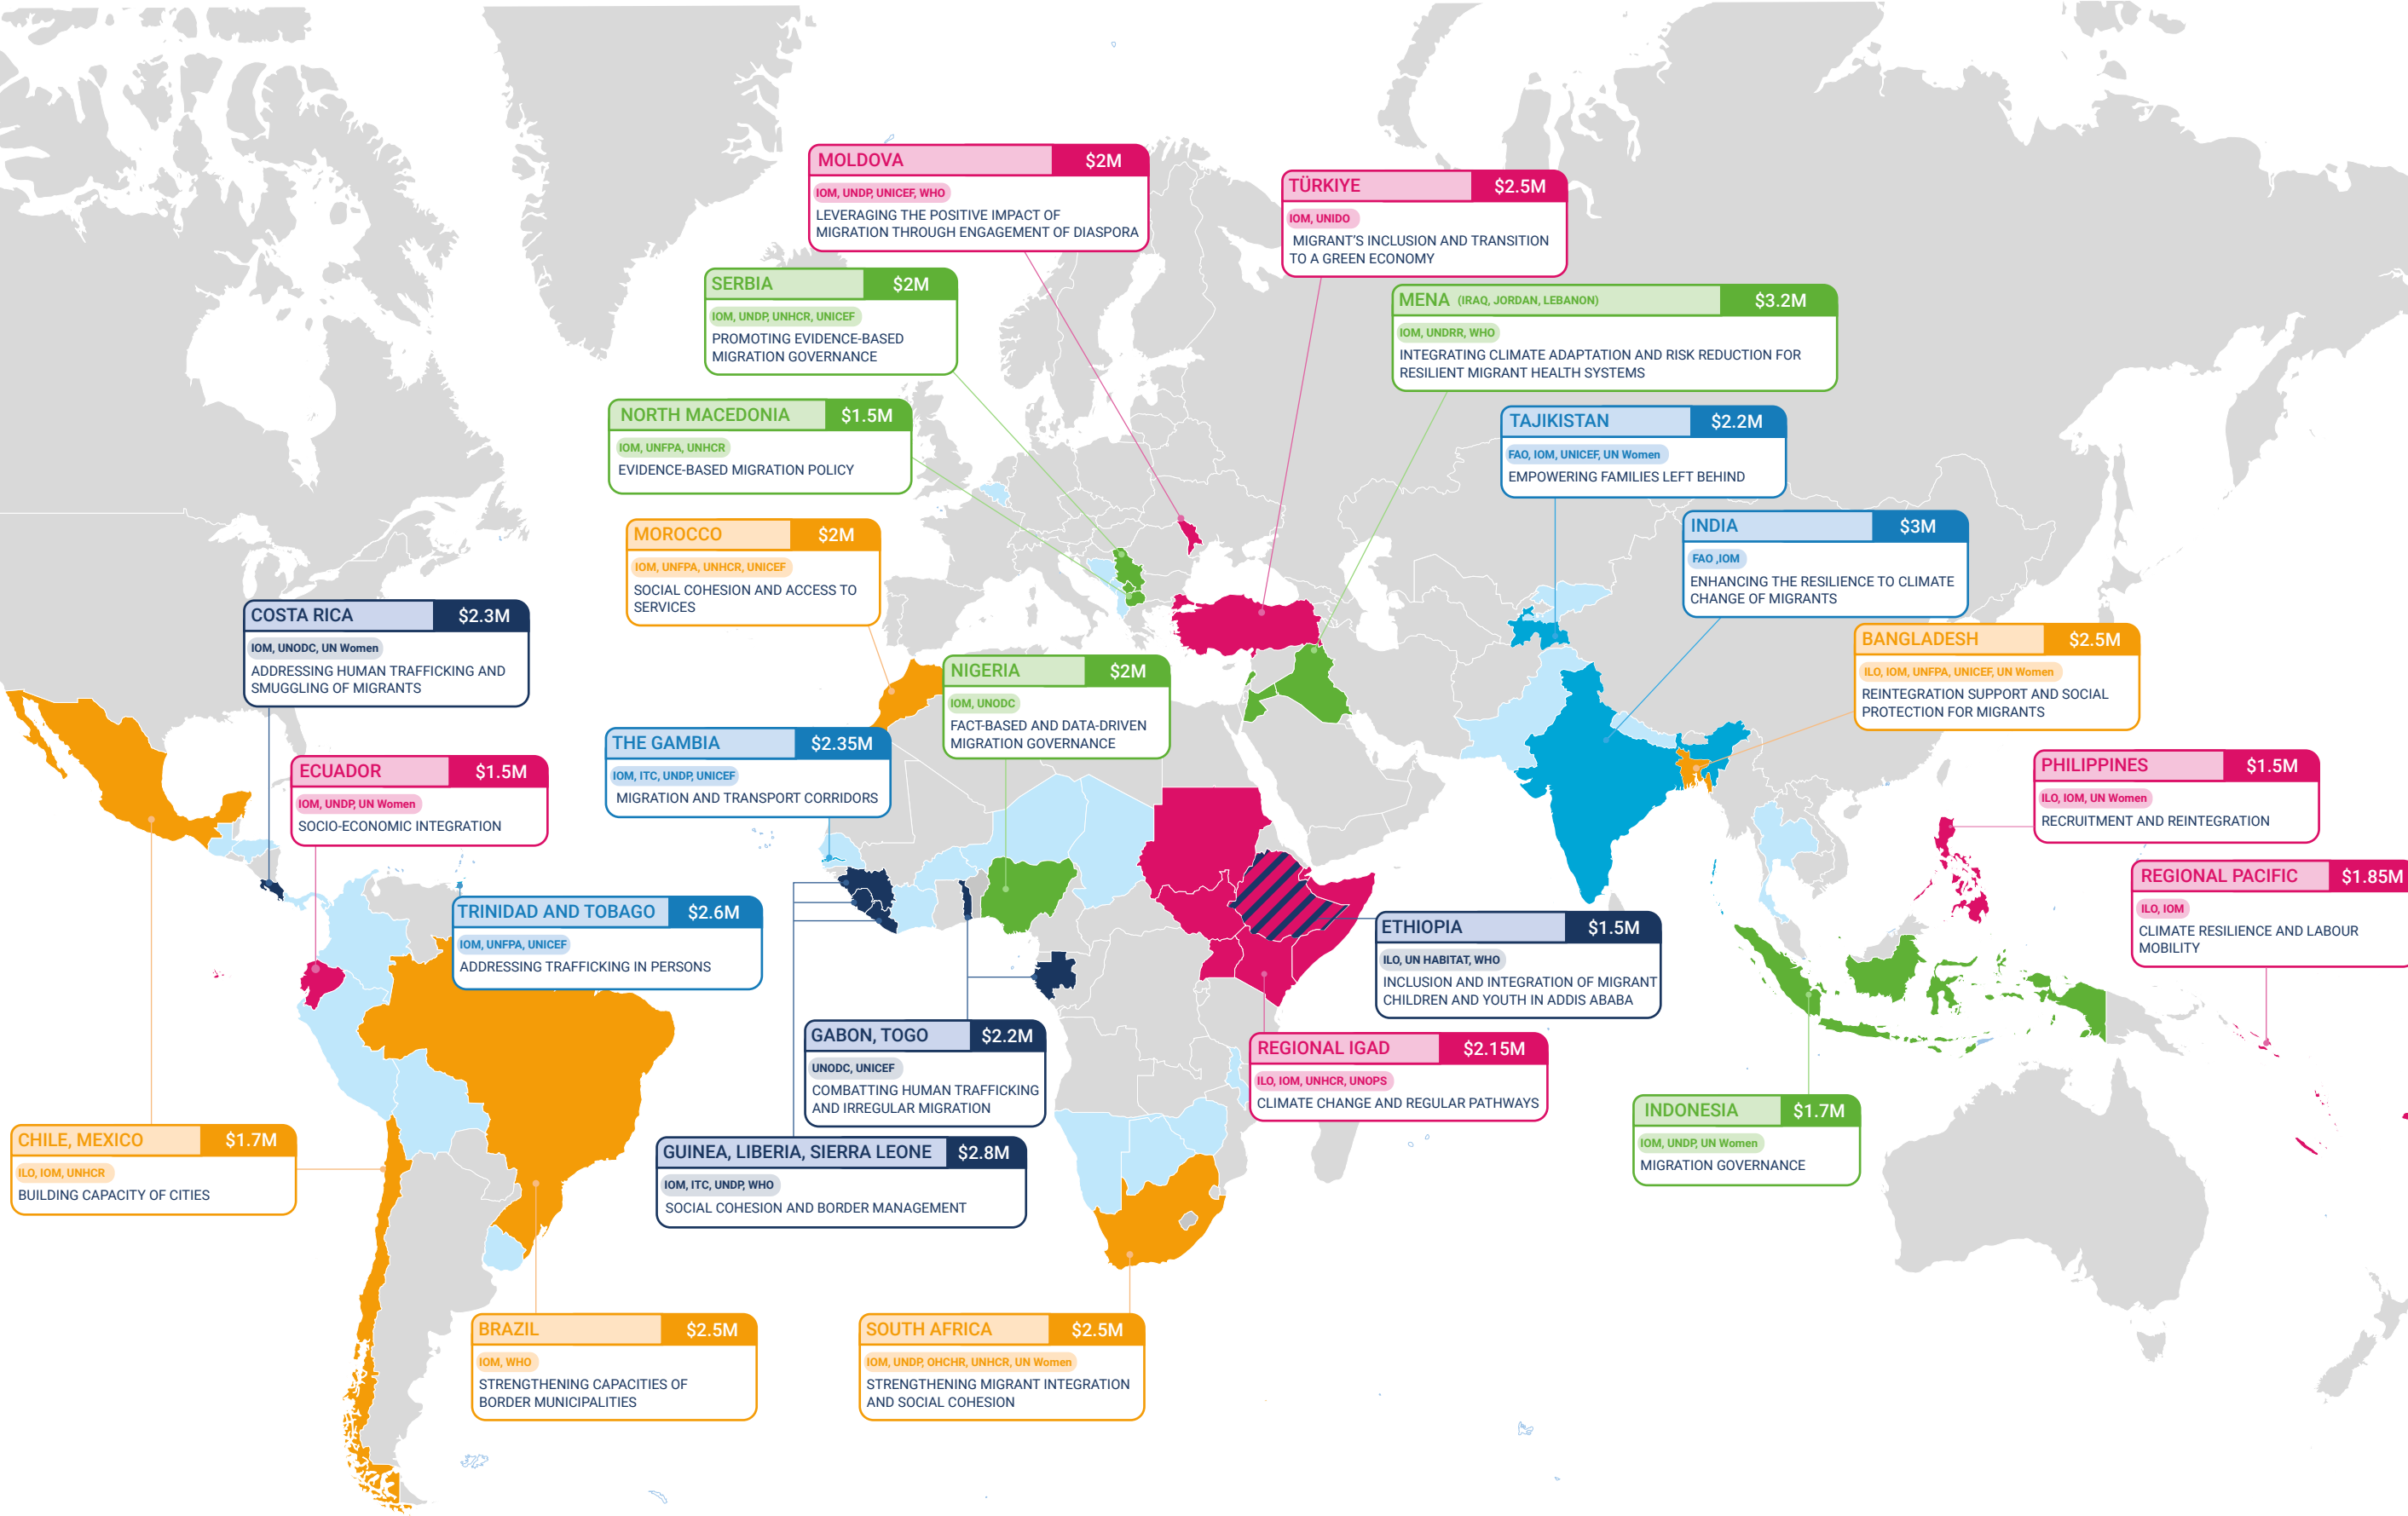 MOLDOVA $2M
IOM, UNDP, UNICEF, WHO
LEVERAGING THE POSITIVE IMPACT OF
MIGRATION THROUGH ENGAGEMENT OF DIASPORA
TÜRKIYE $2.5M
IOM, UNIDO
MIGRANT'S INCLUSION AND TRANSITION
TO A GREEN ECONOMY
SERBIA $2M
IOM, UNDP, UNHCR, UNICEF
PROMOTING EVIDENCE-BASED
MIGRATION GOVERNANCE
MENA (IRAQ, JORDAN, LEBANON) $3.2M
IOM, UNDRR, WHO
INTEGRATING CLIMATE ADAPTATION AND RISK REDUCTION FOR
RESILIENT MIGRANT HEALTH SYSTEMS
NORTH MACEDONIA $1.5M
IOM, UNFPA, UNHCR
EVIDENCE-BASED MIGRATION POLICY
TAJIKISTAN $2.2M
FAO, IOM, UNICEF, UN Women
EMPOWERING FAMILIES LEFT BEHIND
MOROCCO $2M
IOM, UNFPA, UNHCR, UNICEF
SOCIAL COHESION AND ACCESS TO
SERVICES
INDIA $3M
FAO ,IOM
ENHANCING THE RESILIENCE TO CLIMATE
CHANGE OF MIGRANTS
COSTA RICA $2.3M
IOM, UNODC, UN Women
ADDRESSING HUMAN TRAFFICKING AND
SMUGGLING OF MIGRANTS
BANGLADESH $2.5M
ILO, IOM, UNFPA, UNICEF, UN Women
REINTEGRATION SUPPORT AND SOCIAL
PROTECTION FOR MIGRANTS
NIGERIA $2M
IOM, UNODC
FACT-BASED AND DATA-DRIVEN
MIGRATION GOVERNANCE
THE GAMBIA $2.35M
IOM, ITC, UNDP, UNICEF
MIGRATION AND TRANSPORT CORRIDORS
ECUADOR $1.5M
IOM, UNDP, UN Women
SOCIO-ECONOMIC INTEGRATION
PHILIPPINES $1.5M
ILO, IOM, UN Women
RECRUITMENT AND REINTEGRATION
REGIONAL PACIFIC $1.85M
ILO, IOM
CLIMATE RESILIENCE AND LABOUR
MOBILITY
TRINIDAD AND TOBAGO $2.6M
IOM, UNFPA, UNICEF
ADDRESSING TRAFFICKING IN PERSONS
ETHIOPIA $1.5M
ILO, UN HABITAT, WHO
INCLUSION AND INTEGRATION OF MIGRANT
CHILDREN AND YOUTH IN ADDIS ABABA
GABON, TOGO $2.2M
UNODC, UNICEF
COMBATTING HUMAN TRAFFICKING
AND IRREGULAR MIGRATION
REGIONAL IGAD $2.15M
ILO, IOM, UNHCR, UNOPS
CLIMATE CHANGE AND REGULAR PATHWAYS
INDONESIA $1.7M
IOM, UNDP, UN Women
MIGRATION GOVERNANCE
CHILE, MEXICO $1.7M
ILO, IOM, UNHCR
BUILDING CAPACITY OF CITIES
GUINEA, LIBERIA, SIERRA LEONE $2.8M
IOM, ITC, UNDP, WHO
SOCIAL COHESION AND BORDER MANAGEMENT
BRAZIL $2.5M
IOM, WHO
STRENGTHENING CAPACITIES OF
BORDER MUNICIPALITIES
SOUTH AFRICA $2.5M
IOM, UNDP, OHCHR, UNHCR, UN Women
STRENGTHENING MIGRANT INTEGRATION
AND SOCIAL COHESION